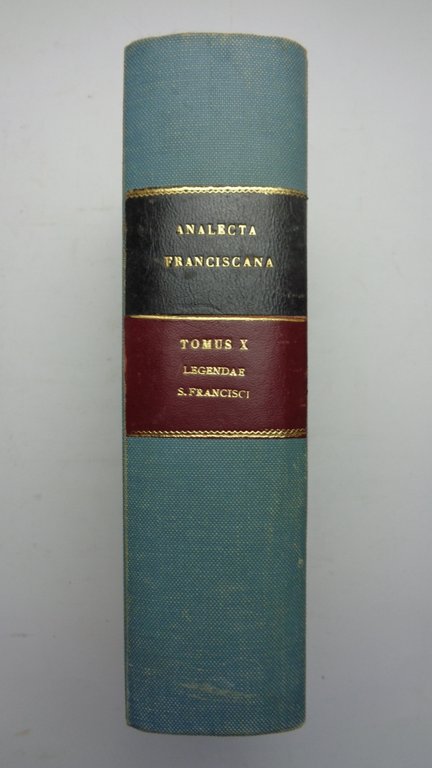 ANALECTA
FRANCISCANA
TOMUS X
LEGENDAE
S. FRANCISCI